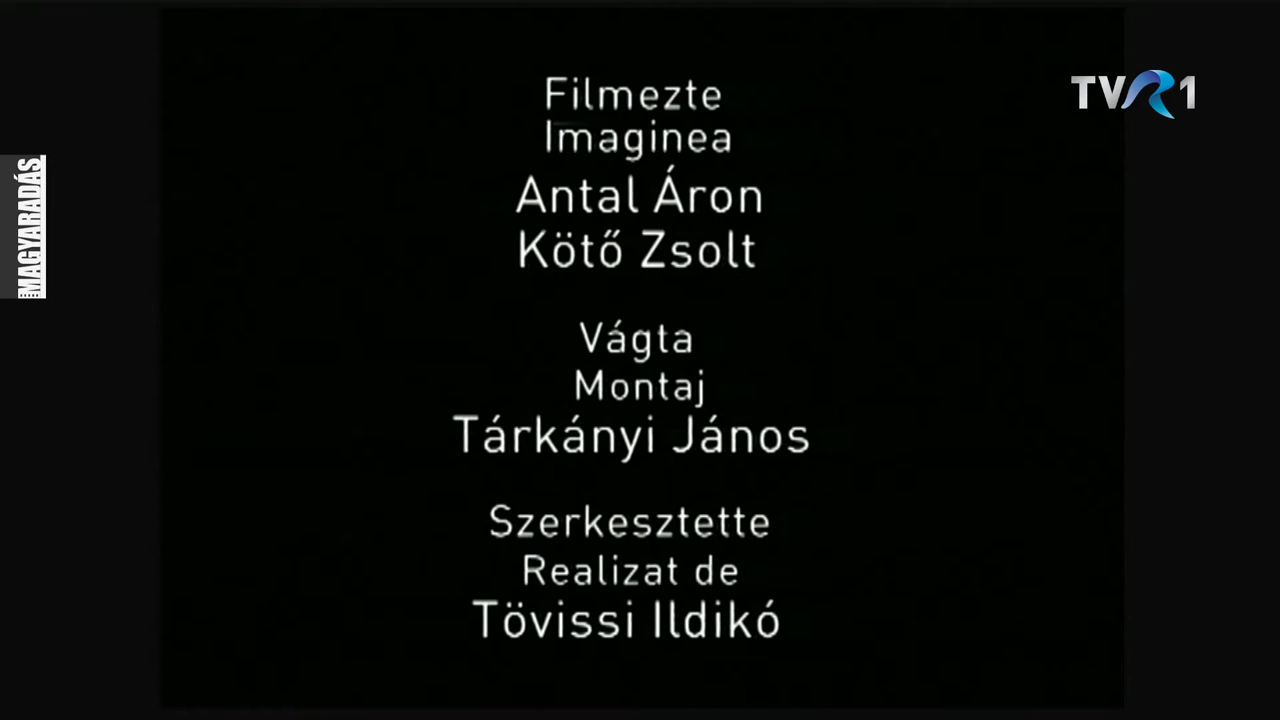 Filmezte
Imaginea
Antal Áron
Kötő Zsolt
Vágta
Montaj
Tárkányi János
Szerkesztette
Realizat de
Tövissi Ildikó
TVR1
MAGYARADÁS